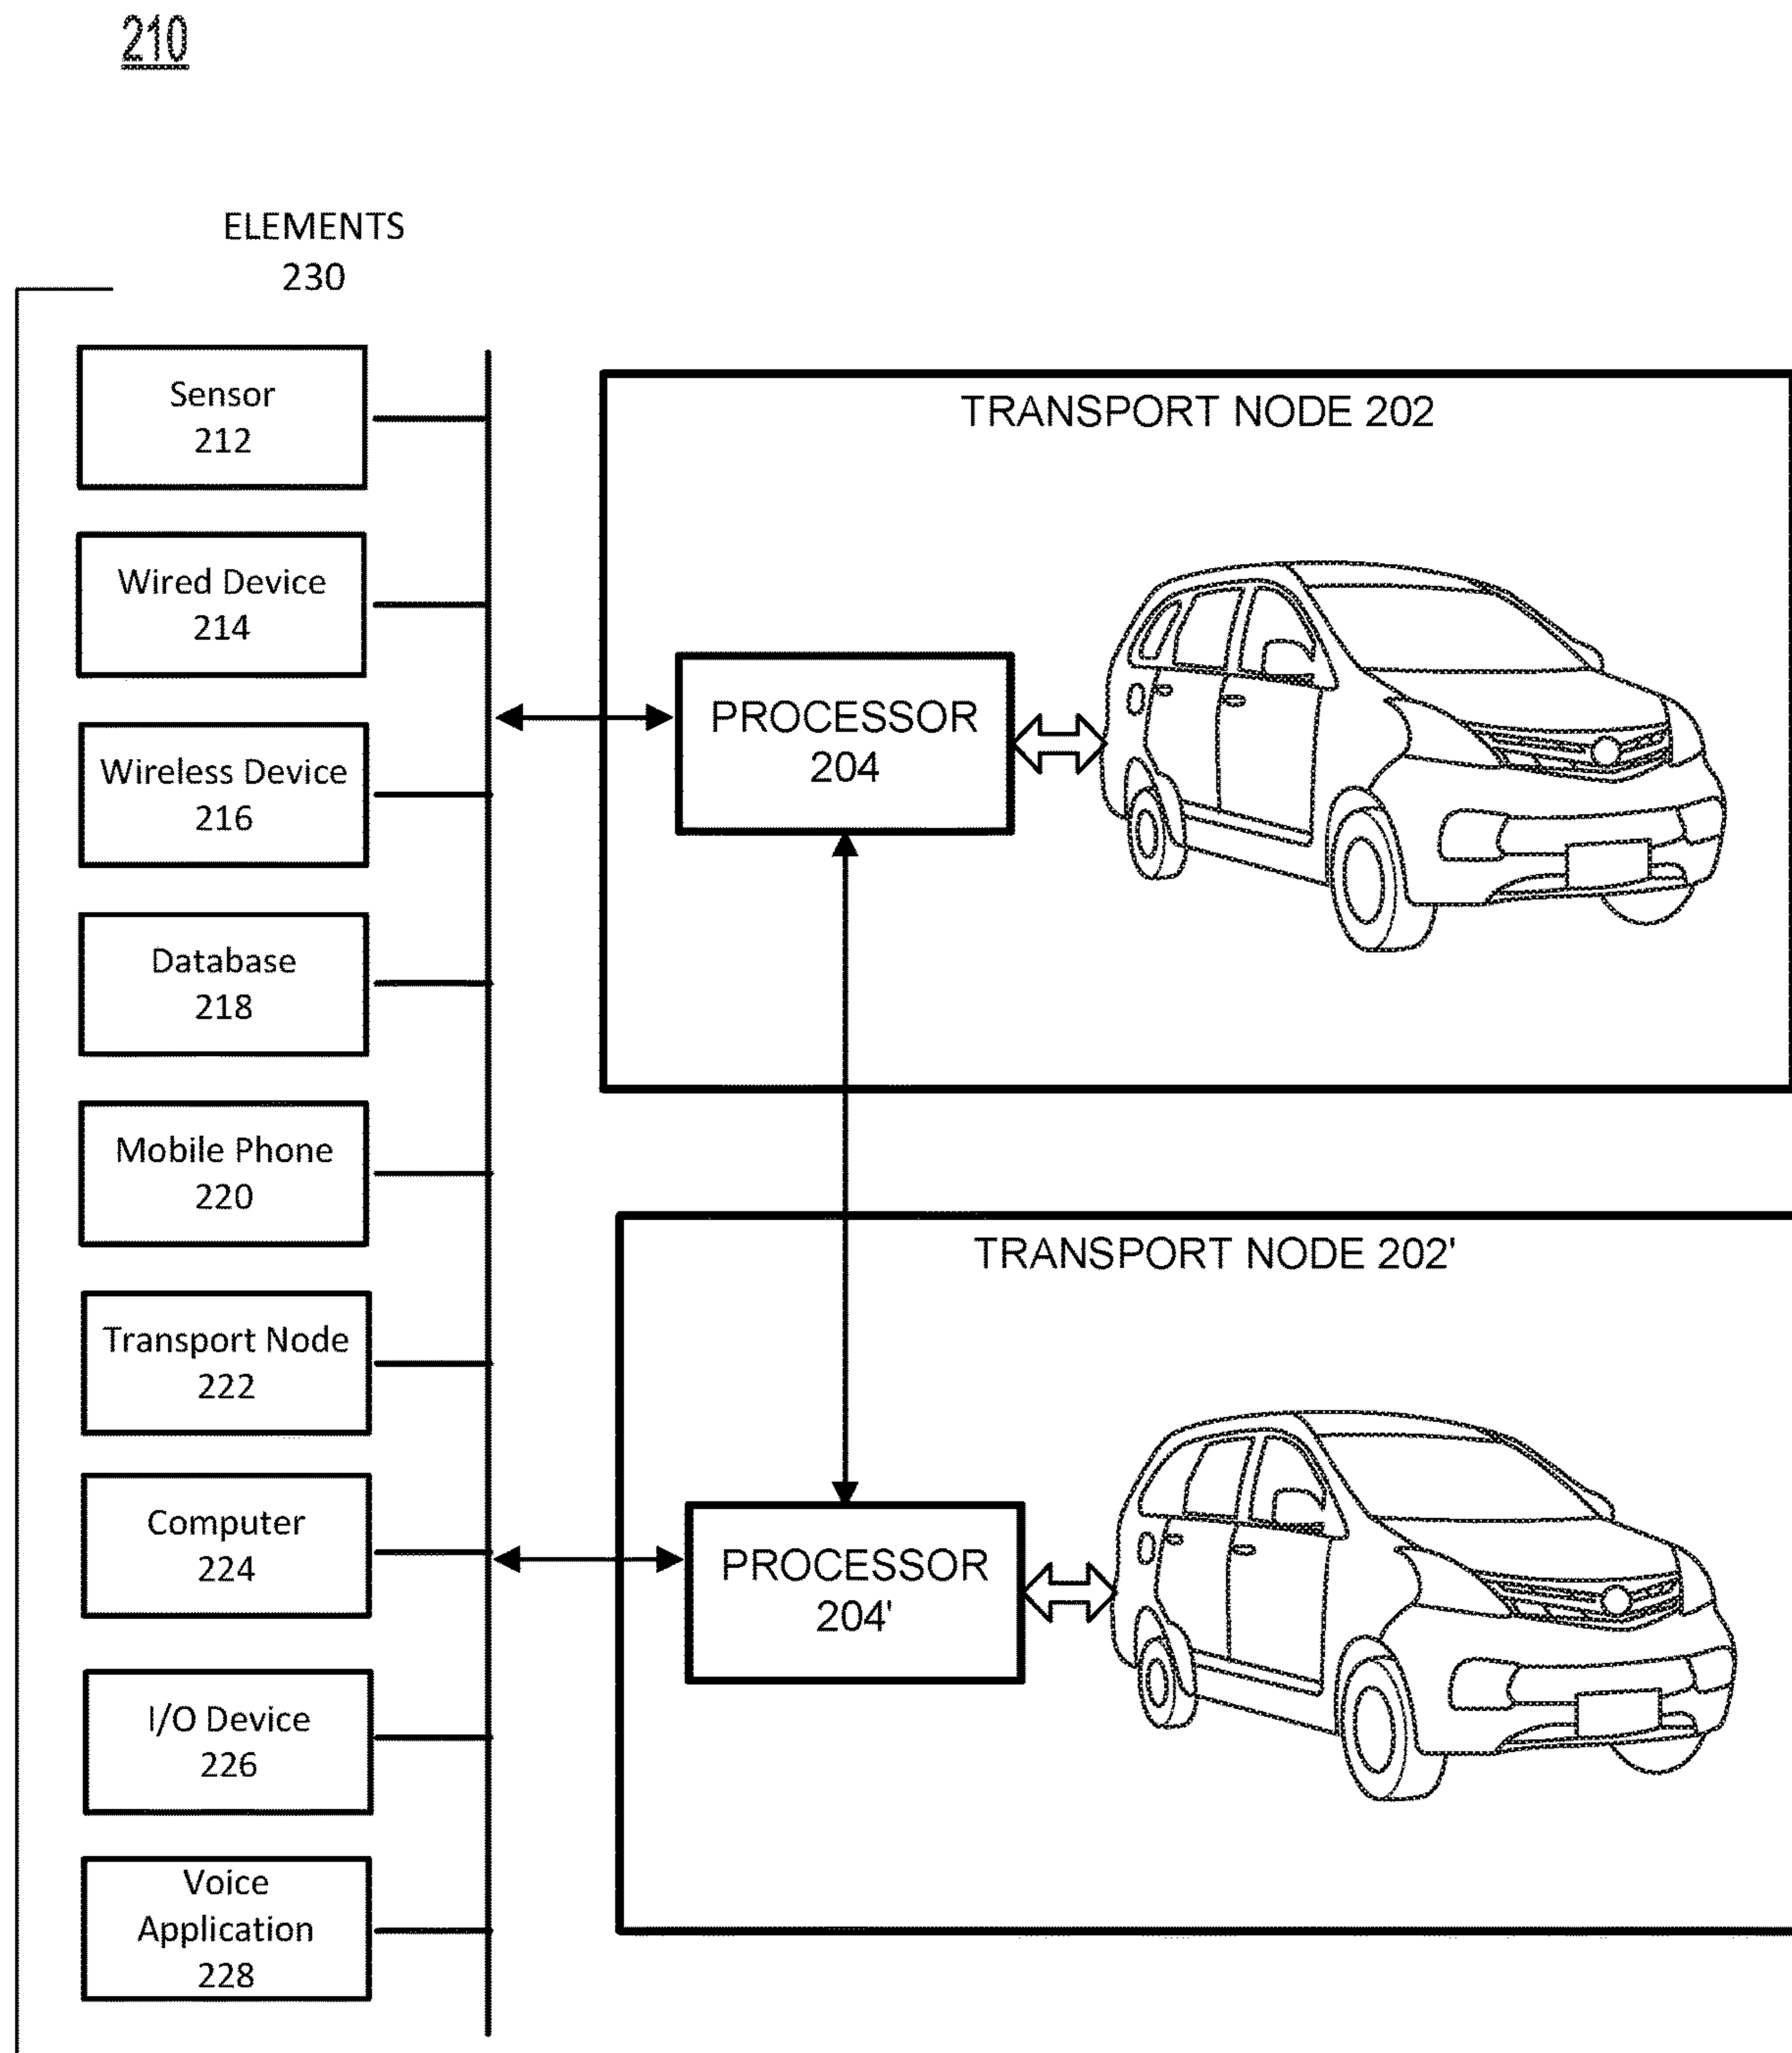 210
ELEMENTS
230
Sensor
212
Wired Device
214
Wireless Device
216
Database
218
Mobile Phone
220
Transport Node
222
Computer
224
I/O Device
226
Voice
Application
228
TRANSPORT NODE 202
PROCESSOR
204
TRANSPORT NODE 202'
PROCESSOR
204'